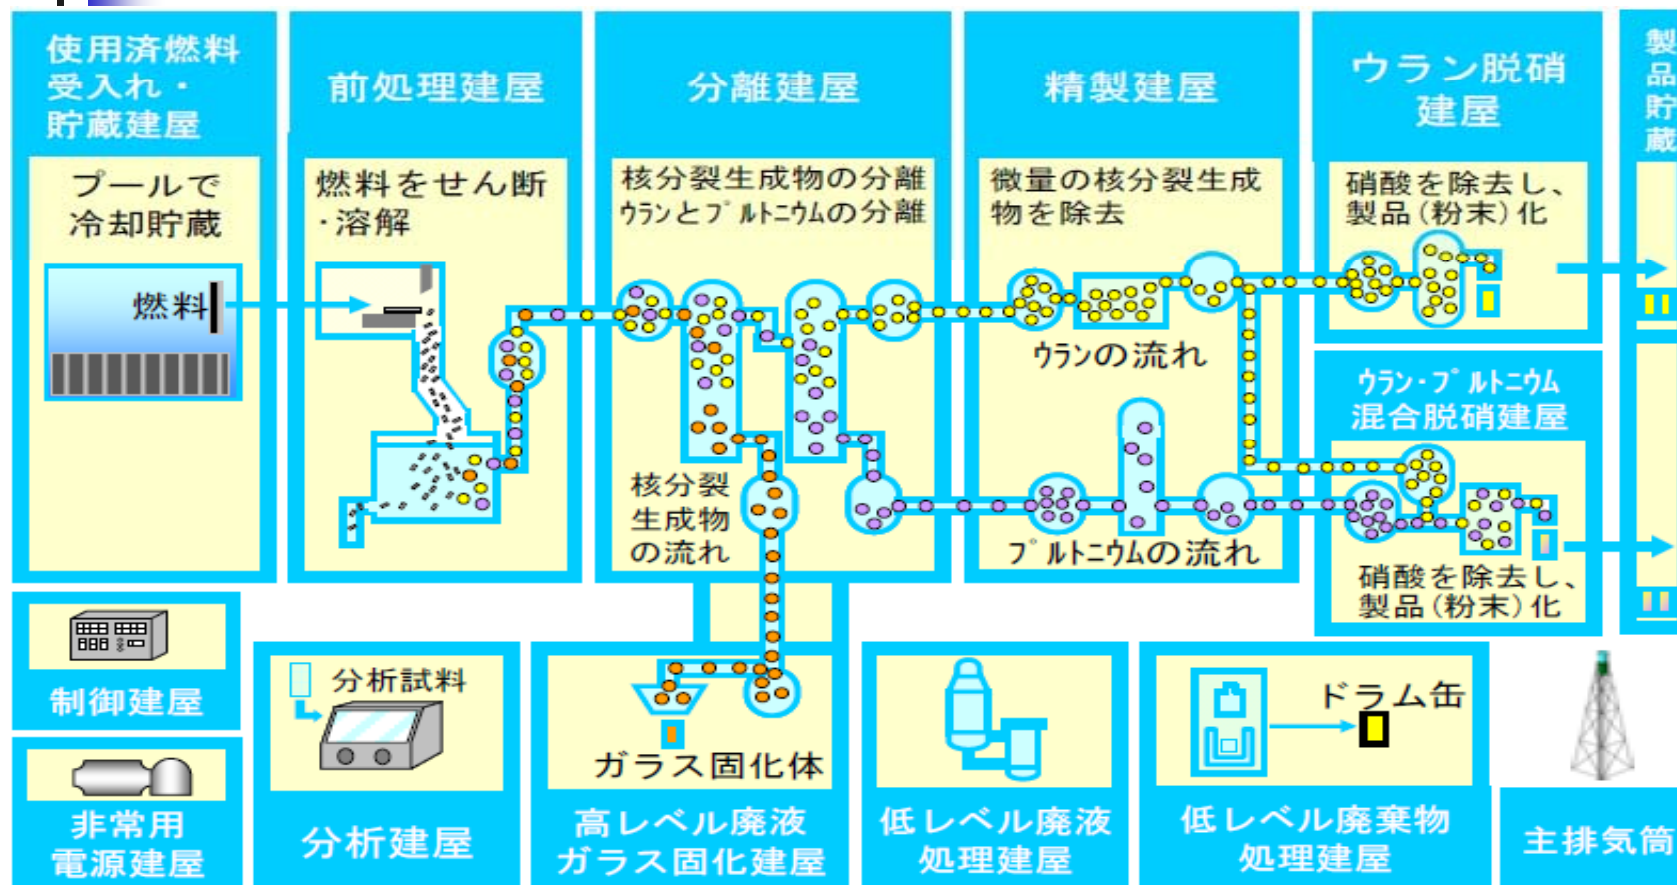 使用済燃料
受入れ・
貯蔵建屋
プールで
冷却貯蔵
燃料
前処理建屋
燃料をせん断
・溶解
分離建屋
核分裂生成物の分離
ｳﾗﾝとﾌﾟﾙﾄﾆｳﾑの分離
核分裂
生成物
の流れ
精製建屋
微量の核分裂生成
物を除去
ｳﾗﾝの流れ
ﾌﾟﾙﾄﾆｳﾑの流れ
ウラン脱硝
建屋
硝酸を除去し、
製品(粉末)化
ｳﾗﾝ･ﾌﾟﾙﾄﾆｳﾑ
混合脱硝建屋
硝酸を除去し、
製品(粉末)化
製
品
貯
蔵
制御建屋
非常用
電源建屋
分析試料
分析建屋
ガラス固化体
高レベル廃液
ガラス固化建屋
低レベル廃液
処理建屋
ドラム缶
低レベル廃棄物
処理建屋
主排気筒